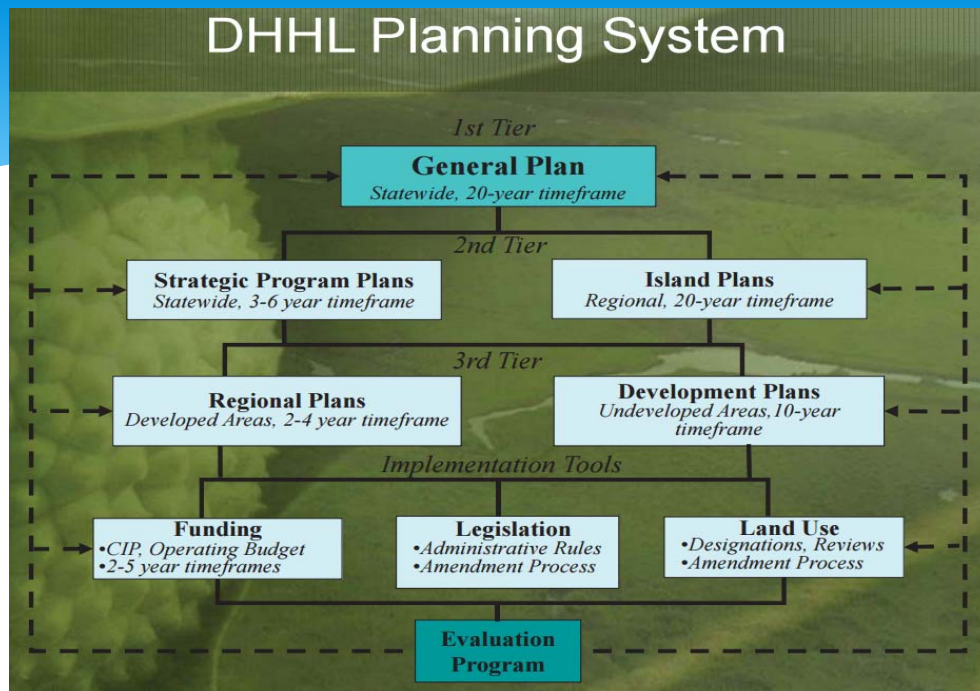 DHHL Planning System
1st Tier
General Plan
Statewide, 20-year timeframe
2nd Tier
Strategic Program Plans
Statewide, 3-6 year timeframe
Island Plans
Regional, 20-year timeframe
3rd Tier
Regional Plans
Developed Areas, 2-4 year timeframe
Development Plans
Undeveloped Areas,10-year
timeframe
Implementation Tools
Funding
•CIP, Operating Budget
•2-5 year timeframes
Legislation
•Administrative Rules
•Amendment Process
Land Use
•Designations, Reviews
•Amendment Process
Evaluation
Program